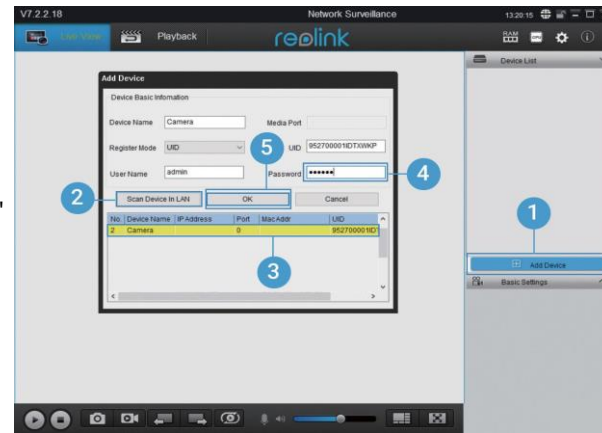 V7.2.2.18 Network Surveillance 13:20:15
Live View Playback reolink
Device List
Add Device
Device Basic Infomation
Device Name Camera Media Port
Register Mode UID UID 952700001IDTXWKP
User Name admin Password ••••••
Scan Device In LAN OK Cancel
No. Device Name IP Address Port MacAddr UID
2 Camera 0 952700001IDT
1
2
3
4
5
Add Device
Basic Settings